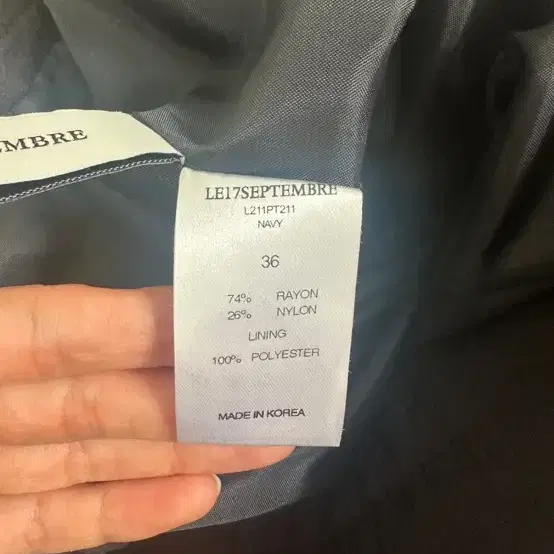 EMBRE
LE17SEPTEMBRE
L211PT211
NAVY
36
74% RAYON
26% NYLON
LINING
100% POLYESTER
MADE IN KOREA